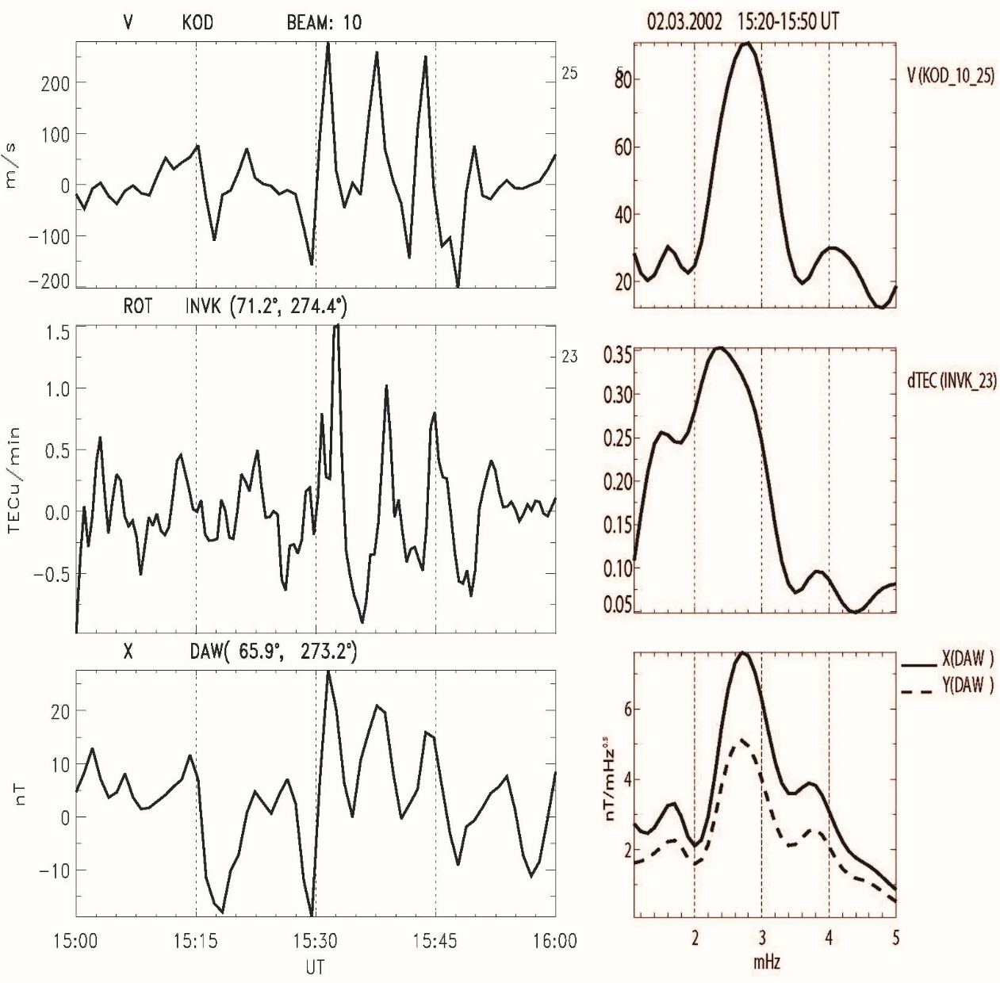 V KOD BEAM: 10
200
100
0
-100
-200
m/s
25
ROT INVK (71.2°, 274.4°)
1.5
1.0
0.5
0.0
-0.5
TECu/min
23
X DAW( 65.9°, 273.2°)
20
10
0
-10
nT
15:00 15:15 15:30 15:45 16:00
UT
02.03.2002 15:20-15:50 UT
80
60
40
20
V (KOD_10_25)
0.35
0.30
0.25
0.20
0.15
0.10
0.05
dTEC (INVK_23)
6
4
2
nT/mHz^0.5
X(DAW )
Y(DAW )
2 3 4 5
mHz